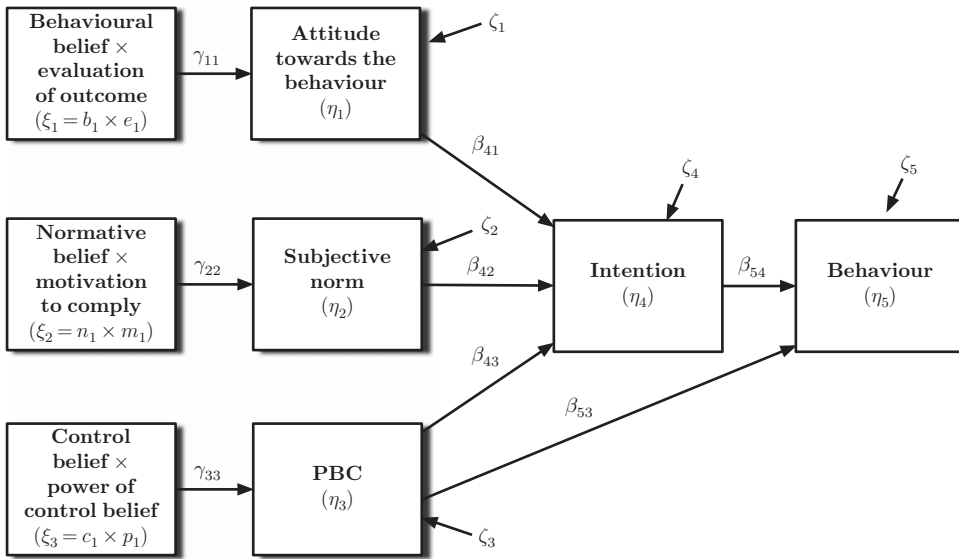 Behavioural
belief ×
evaluation
of outcome
(ξ₁ = b₁ × e₁)
γ₁₁
Attitude
towards the
behaviour
(η₁)
ζ₁
β₄₁
Normative
belief ×
motivation
to comply
(ξ₂ = n₁ × m₁)
γ₂₂
Subjective
norm
(η₂)
ζ₂
β₄₂
Intention
(η₄)
ζ₄
β₅₄
Behaviour
(η₅)
ζ₅
β₄₃
β₅₃
Control
belief ×
power of
control belief
(ξ₃ = c₁ × p₁)
γ₃₃
PBC
(η₃)
ζ₃